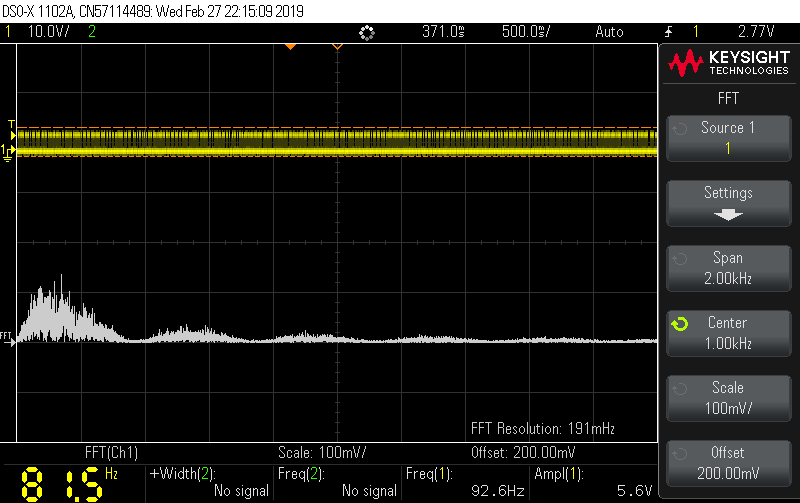 DSO-X 1102A, CN57114489: Wed Feb 27 22:15:09 2019
1 10.0V/ 2 371.0s 500.0s/ Auto 1 2.77V
KEYSIGHT
TECHNOLOGIES
FFT
Source 1
1
Settings
Span
2.00kHz
Center
1.00kHz
Scale
100mV/
Offset
200.00mV
T
1
FFT
FFT Resolution: 191mHz
FFT(Ch1) Scale: 100mV/ Offset: 200.00mV
81.5 Hz
+Width(2): Freq(2): Freq(1): Ampl(1):
No signal No signal 92.6Hz 5.6V